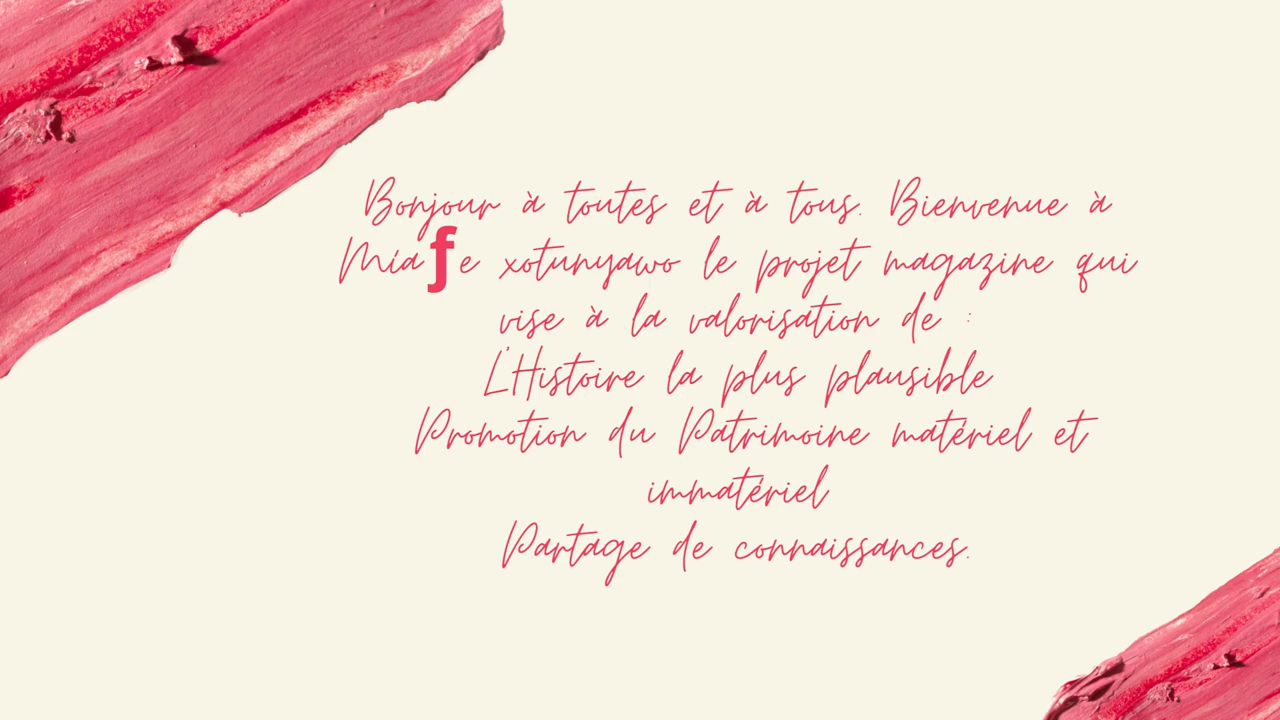 Bonjour à toutes et à tous. Bienvenue à
Míaƒe xotunyawo le projet magazine qui
vise à la valorisation de :
L'Histoire la plus plausible
Promotion du Patrimoine matériel et
immatériel
Partage de connaissances.